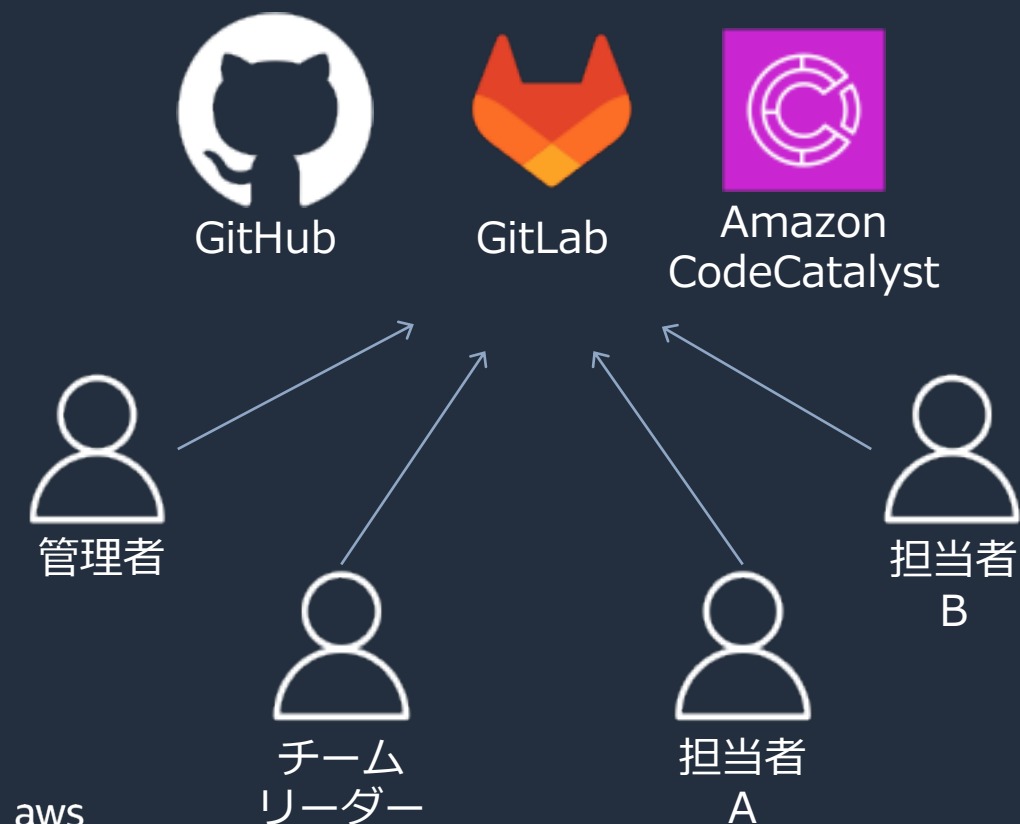 GitHub
GitLab
Amazon
CodeCatalyst
管理者
担当者
B
チーム
リーダー
担当者
A
aws